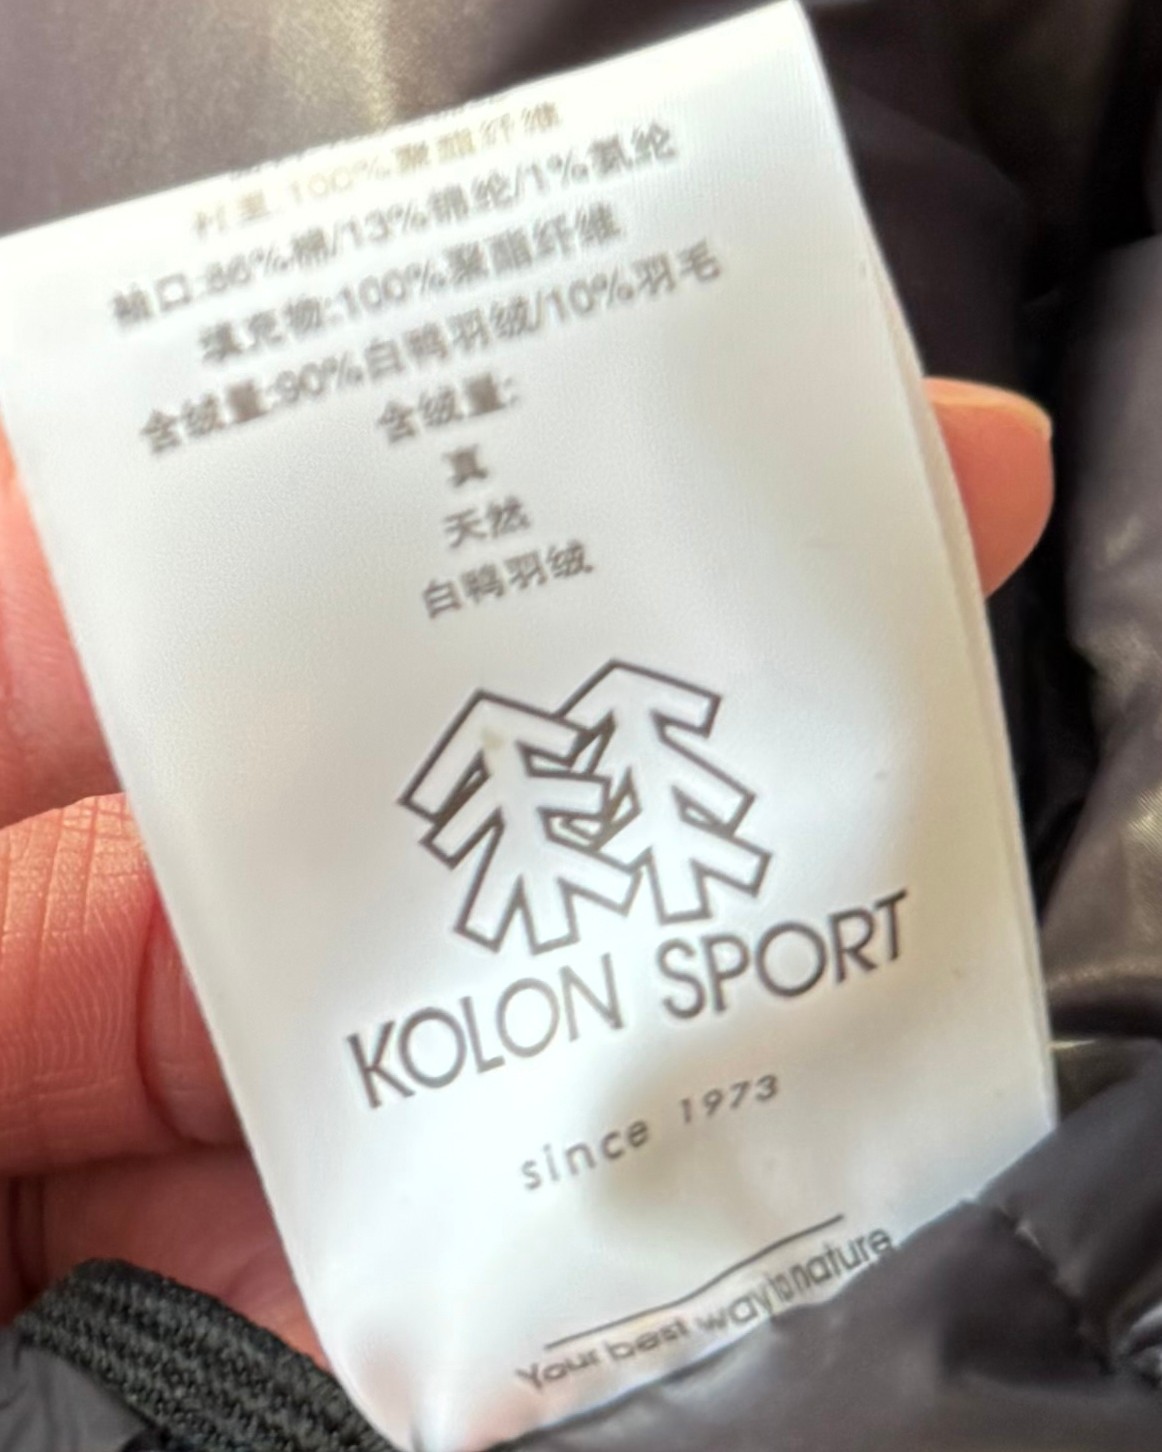 衬里:100%聚酯纤维
袖口:86%棉/13%锦纶/1%氨纶
填充物:100%聚酯纤维
含绒量:90%白鸭羽绒/10%羽毛
含绒量:
真
天然
白鸭羽绒
KOLON SPORT
since 1973
Your best way to nature